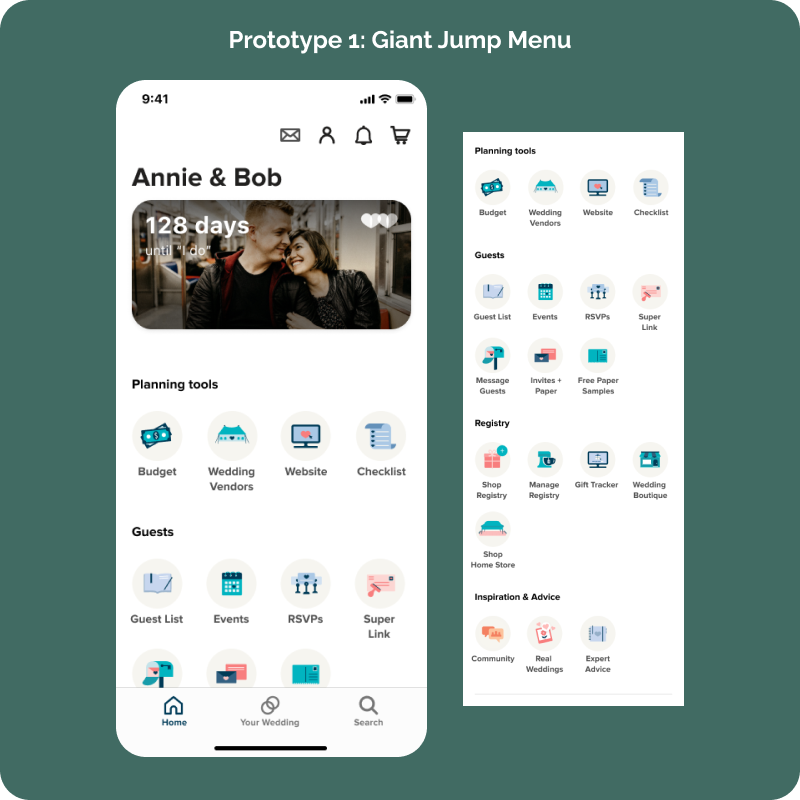 Prototype 1: Giant Jump Menu
9:41
Annie & Bob
128 days
until "I do"
Planning tools
Budget
Wedding
Vendors
Website
Checklist
Guests
Guest List
Events
RSVPs
Super
Link
Home
Your Wedding
Search
Planning tools
Budget
Wedding
Vendors
Website
Checklist
Guests
Guest List
Events
RSVPs
Super
Link
Message
Guests
Invites +
Paper
Free Paper
Samples
Registry
Shop
Registry
Manage
Registry
Gift Tracker
Wedding
Boutique
Shop
Home Store
Inspiration & Advice
Community
Real
Weddings
Expert
Advice